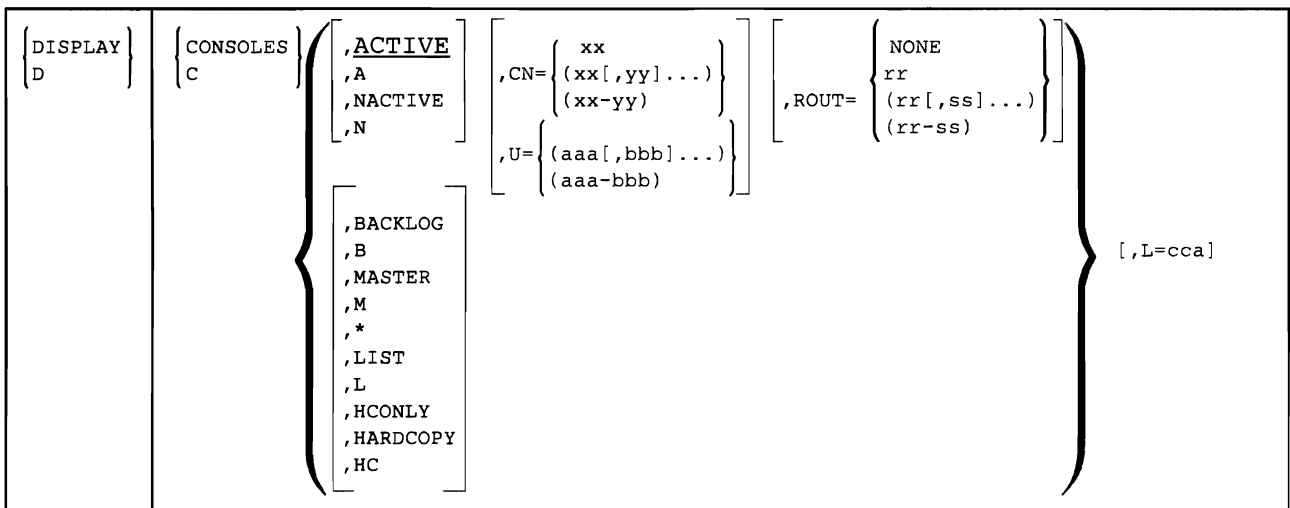 DISPLAY
D
CONSOLES
C
,ACTIVE
,A
,NACTIVE
,N
,CN=
xx
(xx[,yy]...)
(xx-yy)
,U=
(aaa[,bbb]...)
(aaa-bbb)
,ROUT=
NONE
rr
(rr[,ss]...)
(rr-ss)
,BACKLOG
,B
,MASTER
,M
,*
,LIST
,L
,HCONLY
,HARDCOPY
,HC
[,L=cca]